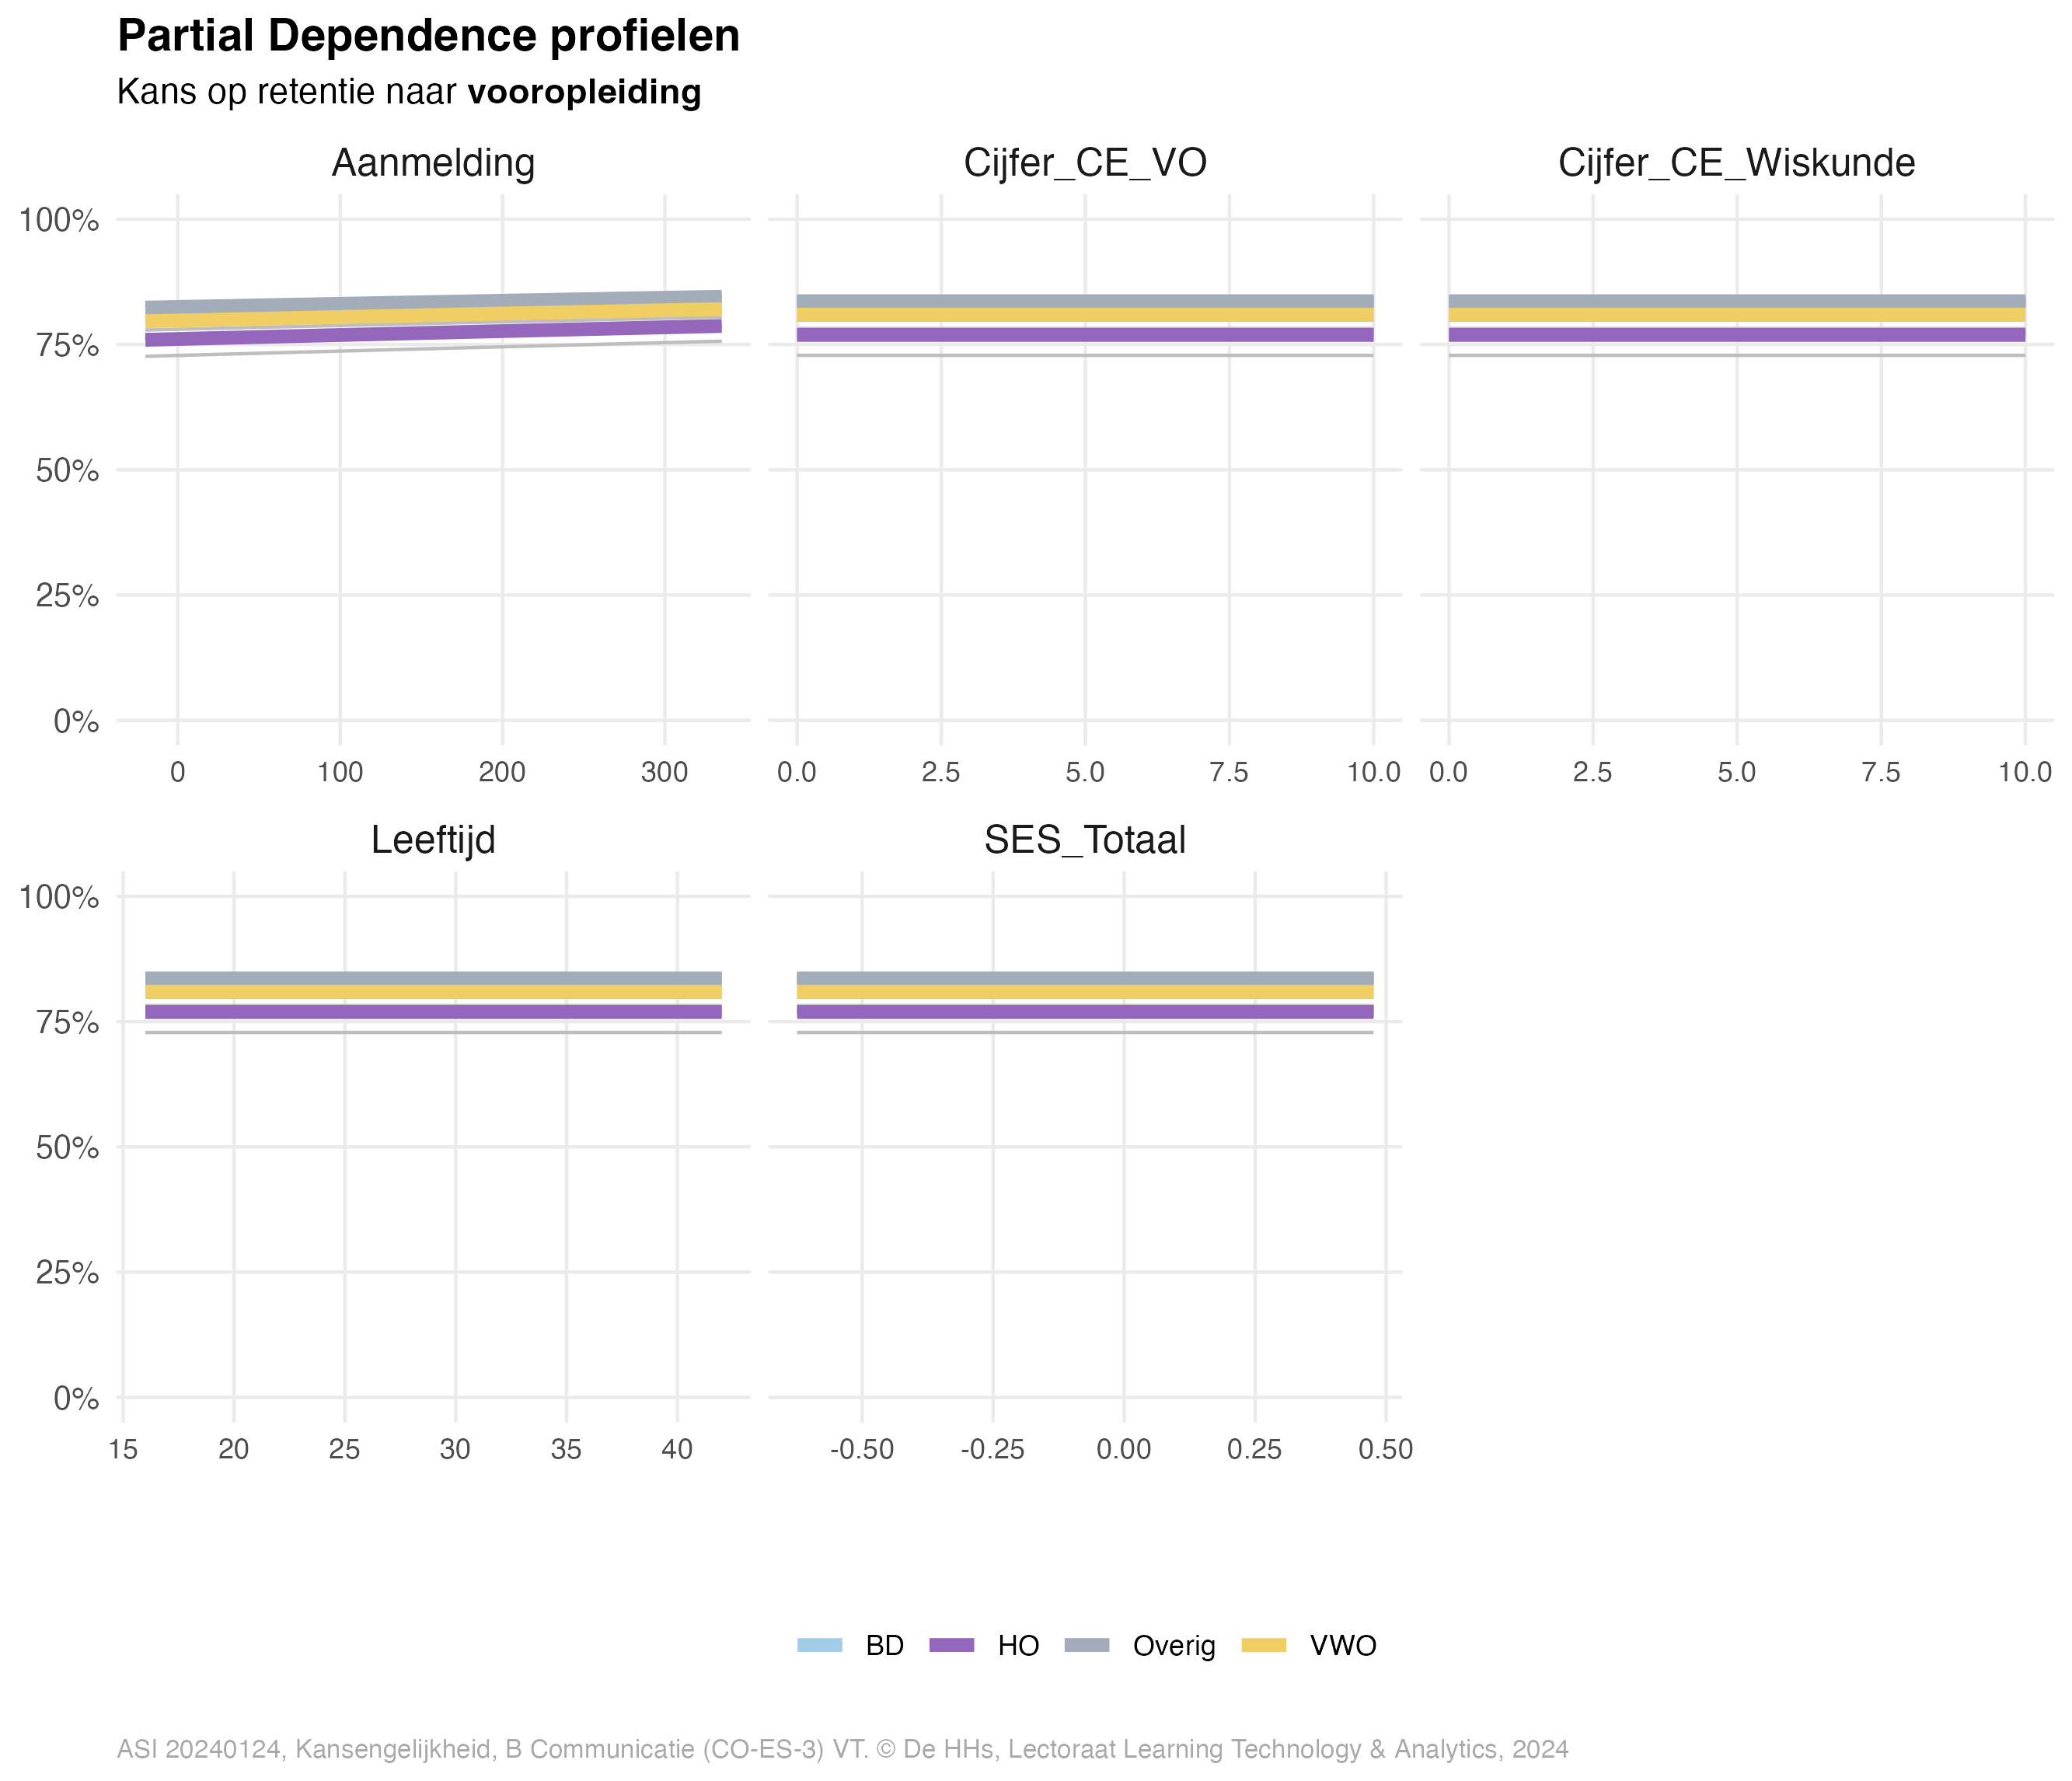 Partial Dependence profielen
Kans op retentie naar vooropleiding
Aanmelding Cijfer_CE_VO Cijfer_CE_Wiskunde
100%
75%
50%
25%
0%
0 100 200 300 0.0 2.5 5.0 7.5 10.0 0.0 2.5 5.0 7.5 10.0
Leeftijd SES_Totaal
100%
75%
50%
25%
0%
15 20 25 30 35 40 -0.50 -0.25 0.00 0.25 0.50
BD HO Overig VWO
ASI 20240124, Kansengelijkheid, B Communicatie (CO-ES-3) VT. © De HHs, Lectoraat Learning Technology & Analytics, 2024